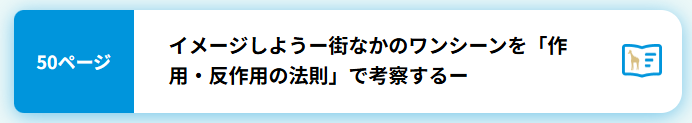 50ページ
イメージしようー街なかのワンシーンを「作
用・反作用の法則」で考察するー